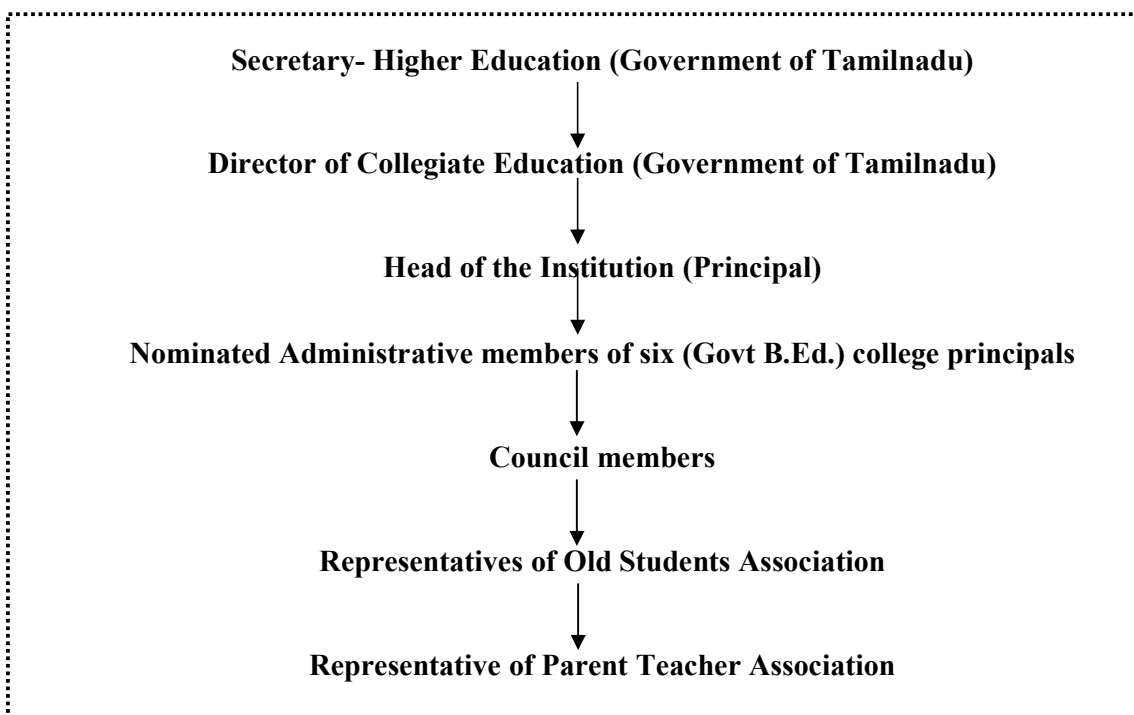 Secretary- Higher Education (Government of Tamilnadu)
Director of Collegiate Education (Government of Tamilnadu)
Head of the Institution (Principal)
Nominated Administrative members of six (Govt B.Ed.) college principals
Council members
Representatives of Old Students Association
Representative of Parent Teacher Association